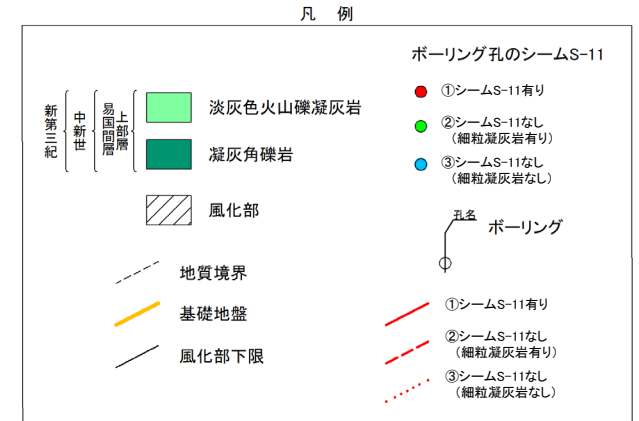 凡 例
新第三紀
中新世
易国間層
上部層
淡灰色火山礫凝灰岩
凝灰角礫岩
風化部
地質境界
基礎地盤
風化部下限
ボーリング孔のシームS-11
①シームS-11有り
②シームS-11なし
(細粒凝灰岩有り)
③シームS-11なし
(細粒凝灰岩なし)
孔名
ボーリング
①シームS-11有り
②シームS-11なし
(細粒凝灰岩有り)
③シームS-11なし
(細粒凝灰岩なし)